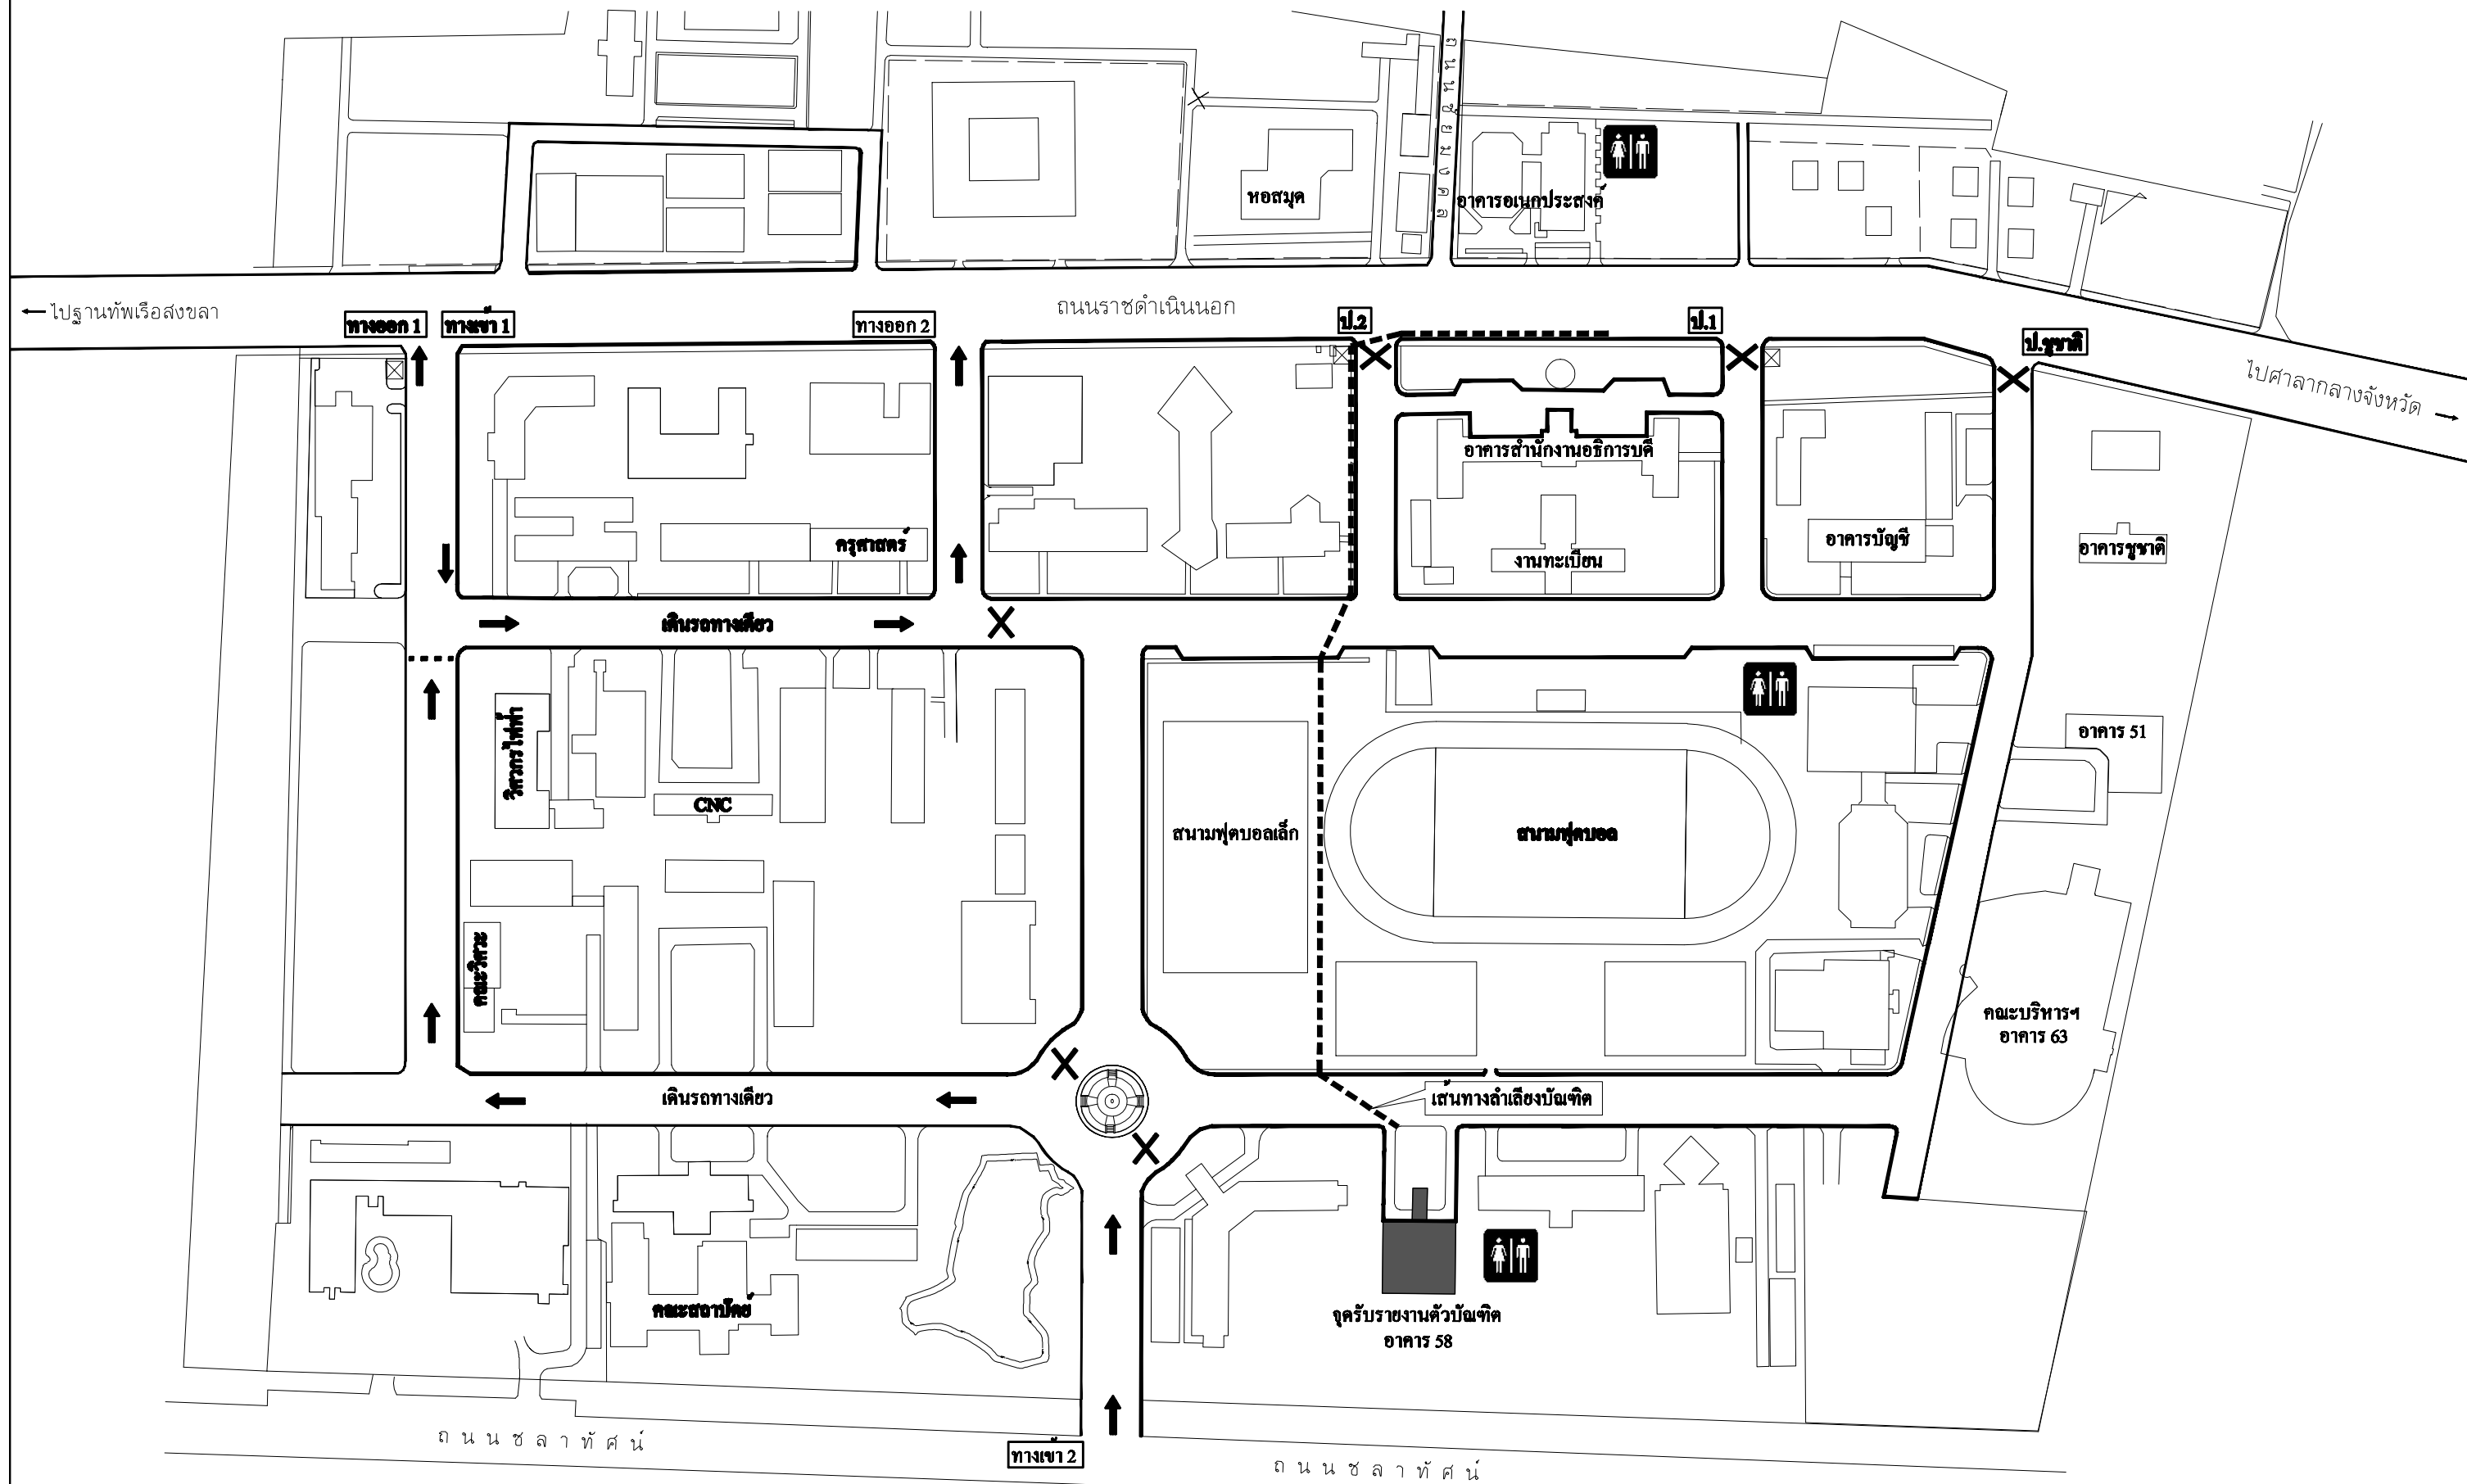 ถนนราชมงคล
หอสมุด
อาคารอเนกประสงค์
← ไปฐานทัพเรือสงขลา
ถนนราชดำเนินนอก
ทางออก 1
ทางเข้า 1
ทางออก 2
ป.2
ป.1
ป.ชูชาติ
ไปศาลากลางจังหวัด →
อาคารสำนักงานอธิการบดี
ครุศาสตร์
งานทะเบียน
อาคารบัญชี
อาคารชูชาติ
เดินรถทางเดียว
วิศวกรไฟฟ้า
CNC
อาคาร 51
สนามฟุตบอลเล็ก
สนามฟุตบอล
คณะวิศวะ
คณะบริหารฯ
อาคาร 63
เดินรถทางเดียว
เส้นทางลำเลียงบัณฑิต
คณะสถาปัตย์
จุดรับรายงานตัวบัณฑิต
อาคาร 58
ถนนชลาทัศน์
ทางเข้า 2
ถนนชลาทัศน์